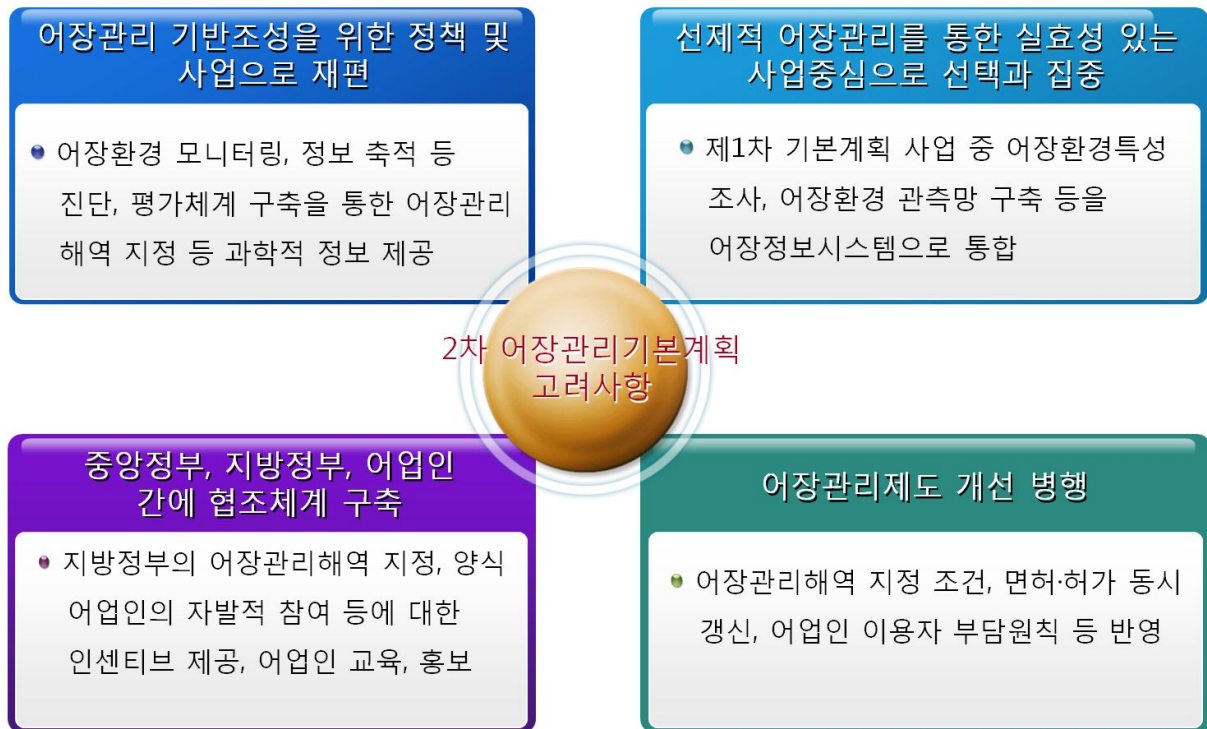 어장관리 기반조성을 위한 정책 및
사업으로 재편
어장환경 모니터링, 정보 축적 등
진단, 평가체계 구축을 통한 어장관리
해역 지정 등 과학적 정보 제공
선제적 어장관리를 통한 실효성 있는
사업중심으로 선택과 집중
제1차 기본계획 사업 중 어장환경특성
조사, 어장환경 관측망 구축 등을
어장정보시스템으로 통합
2차 어장관리기본계획
고려사항
중앙정부, 지방정부, 어업인
간에 협조체계 구축
지방정부의 어장관리해역 지정, 양식
어업인의 자발적 참여 등에 대한
인센티브 제공, 어업인 교육, 홍보
어장관리제도 개선 병행
어장관리해역 지정 조건, 면허·허가 동시
갱신, 어업인 이용자 부담원칙 등 반영